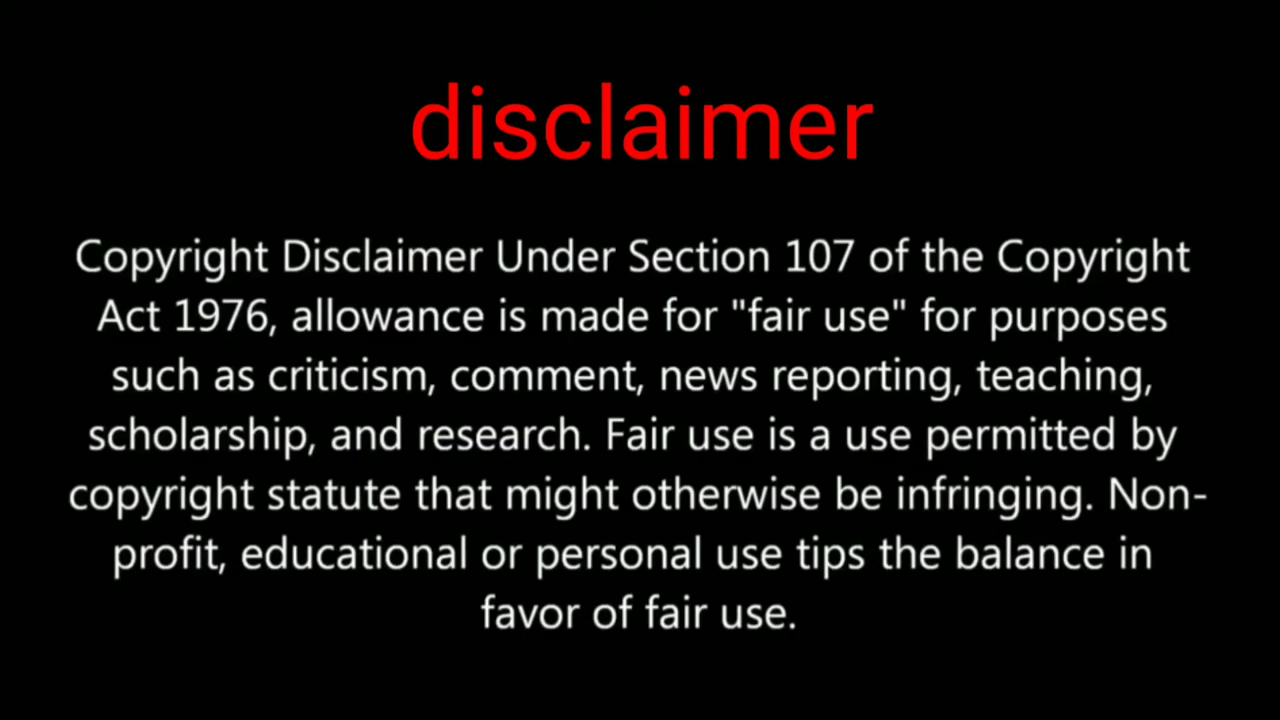 disclaimer
Copyright Disclaimer Under Section 107 of the Copyright
Act 1976, allowance is made for "fair use" for purposes
such as criticism, comment, news reporting, teaching,
scholarship, and research. Fair use is a use permitted by
copyright statute that might otherwise be infringing. Non-
profit, educational or personal use tips the balance in
favor of fair use.